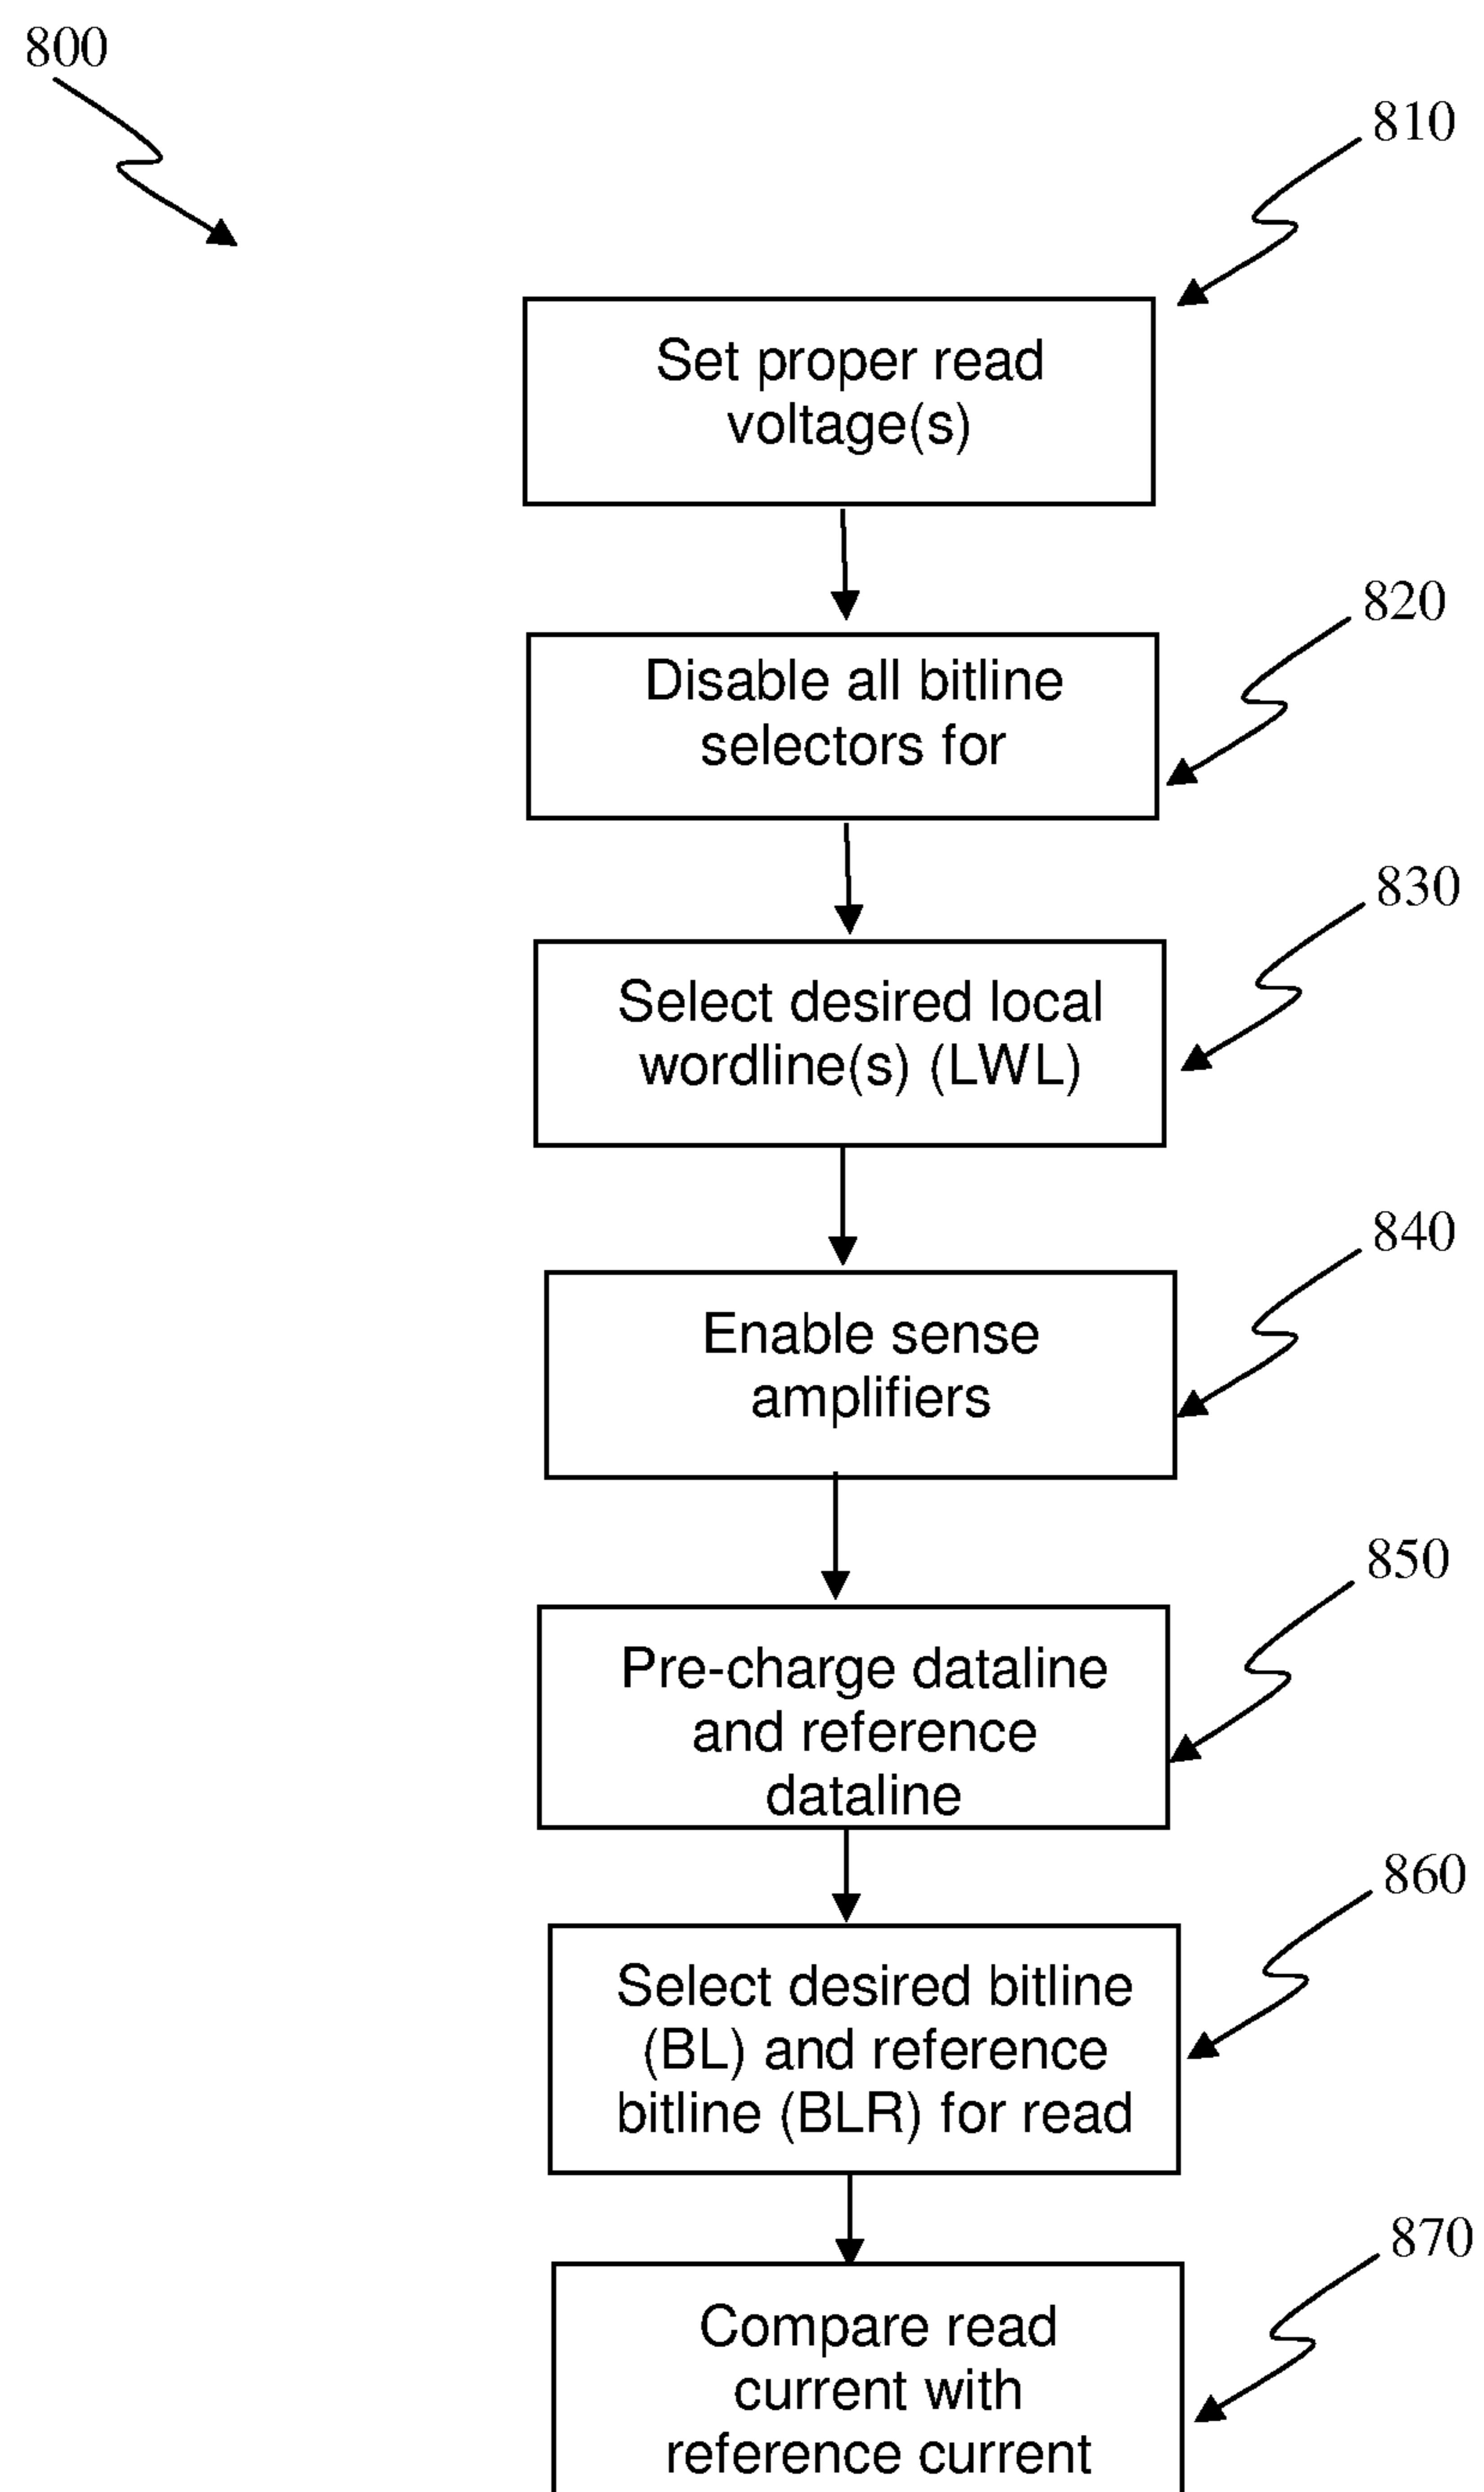 800
810
Set proper read
voltage(s)
820
Disable all bitline
selectors for
830
Select desired local
wordline(s) (LWL)
840
Enable sense
amplifiers
850
Pre-charge dataline
and reference
dataline
860
Select desired bitline
(BL) and reference
bitline (BLR) for read
870
Compare read
current with
reference current